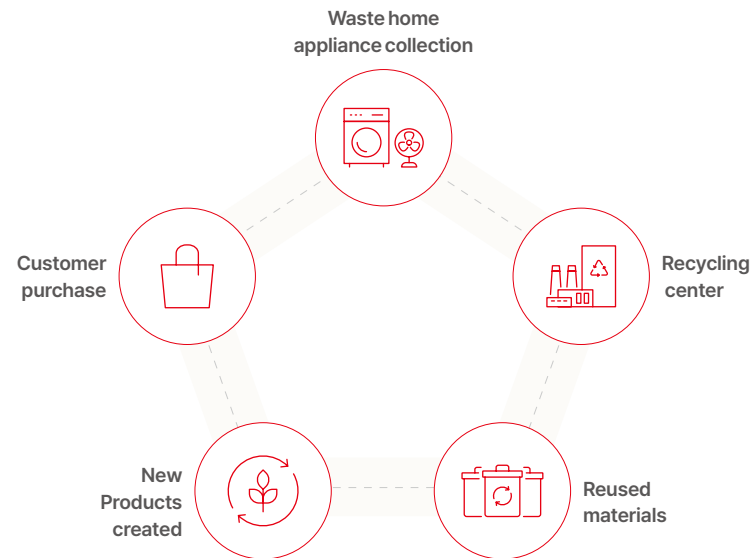 Waste home
appliance collection
Customer
purchase
Recycling
center
New
Products
created
Reused
materials